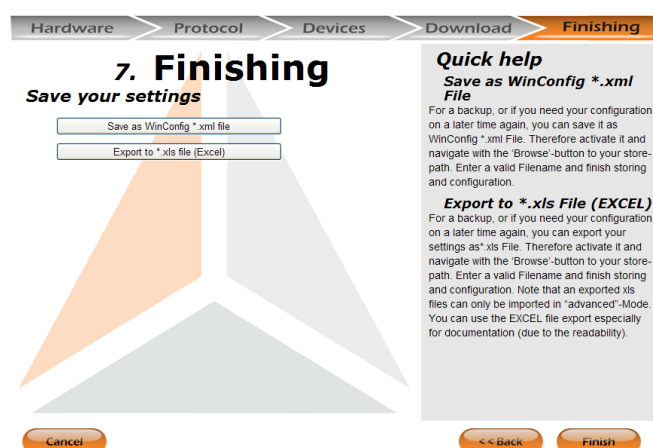 Hardware Protocol Devices Download Finishing
7. Finishing
Save your settings
Save as WinConfig *.xml file
Export to *.xls file (Excel)
Quick help
Save as WinConfig *.xml
File
For a backup, or if you need your configuration
on a later time again, you can save it as
WinConfig *.xml File. Therefore activate it and
navigate with the 'Browse'-button to your store-
path. Enter a valid Filename and finish storing
and configuration.
Export to *.xls File (EXCEL)
For a backup, or if you need your configuration
on a later time again, you can export your
settings as*.xls File. Therefore activate it and
navigate with the 'Browse'-button to your store-
path. Enter a valid Filename and finish storing
and configuration. Note that an exported xls
files can only be imported in "advanced"-Mode.
You can use the EXCEL file export especially
for documentation (due to the readability).
Cancel << Back Finish